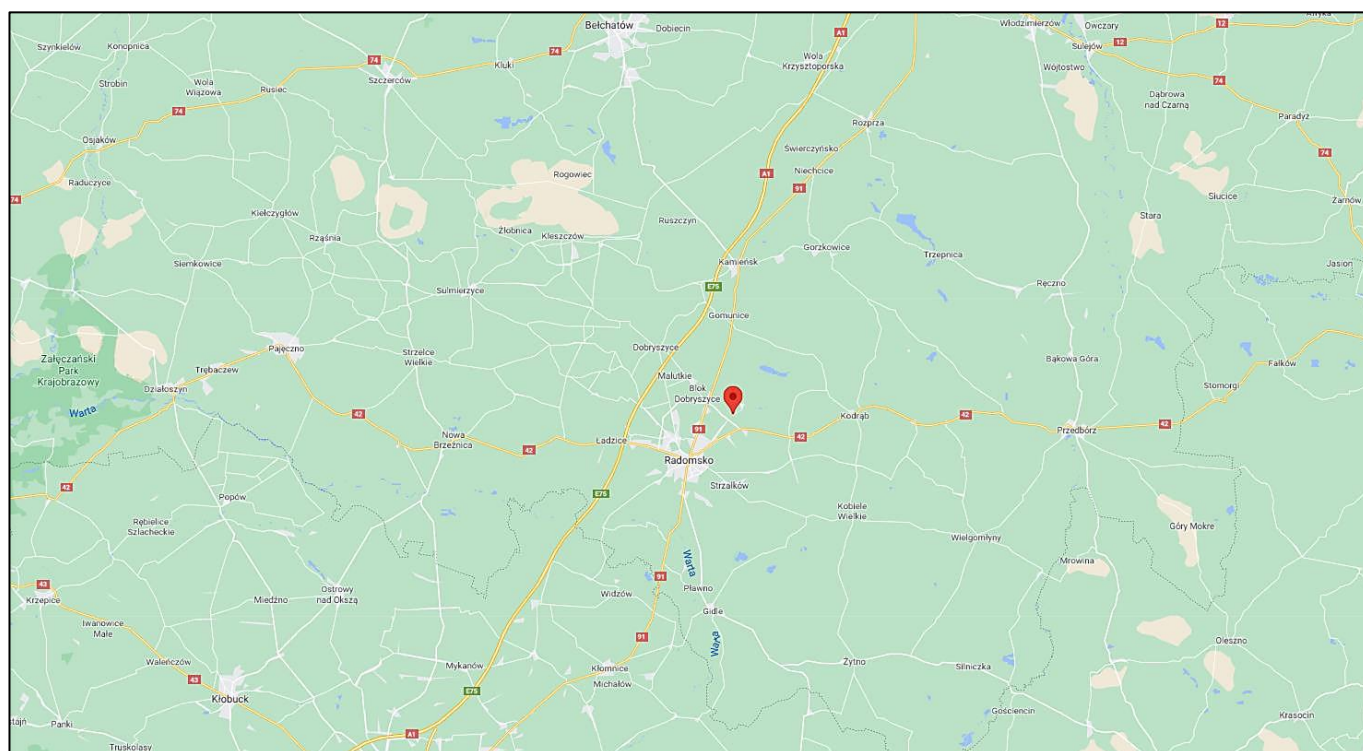 Bełchatów
Dobiecin
A1
Włodzimierzów
Owczary
12
12
Sulejów
Szynkielów
Konopnica
74
Kluki
74
Szczerców
Wola
Krzysztoporska
Wójtostwo
74
Strobin
Wola
Wiązowa
Rusiec
Dąbrowa
nad Czarną
74
Paradyż
Osjaków
Rozprza
Świerczyńsko
Niechcice
74
Raduczyce
74
Rogowiec
A1
91
Słucice
Żarnów
Kiełczygłów
Ruszczyn
Stara
Rząśnia
Żłobnica
Kleszczów
Gorzkowice
Trzepnica
Siemkowice
Kamieńsk
Jasion
Sulmierzyce
E75
Ręczno
Gomunice
Pajęczno
Strzelce
Wielkie
Dobryszyce
Załęczański
Park
Krajobrazowy
Bąkowa Góra
Fałków
Trębaczew
Malutkie
Stomorgi
Działoszyn
Blok
Dobryszyce
Warta
42
Kodrąb
42
Nowa
Brzeźnica
42
Ładzice
91
42
Przedbórz
42
Radomsko
42
Strzałków
E75
Popów
Kobiele
Wielkie
Rębielice
Szlacheckie
Góry Mokre
Wielgomłyny
Warta
Mrowina
43
Krzepice
Ostrowy
nad Okszą
Miedźno
91
Widzów
Pławno
Gidle
Iwanowice
Małe
91
Warta
Oleszno
Waleńczów
43
Mykanów
Kłomnice
Żytno
Silniczka
Michałów
E75
Kłobuck
Gościencin
Krasocin
Panki
A1
Truskolasy